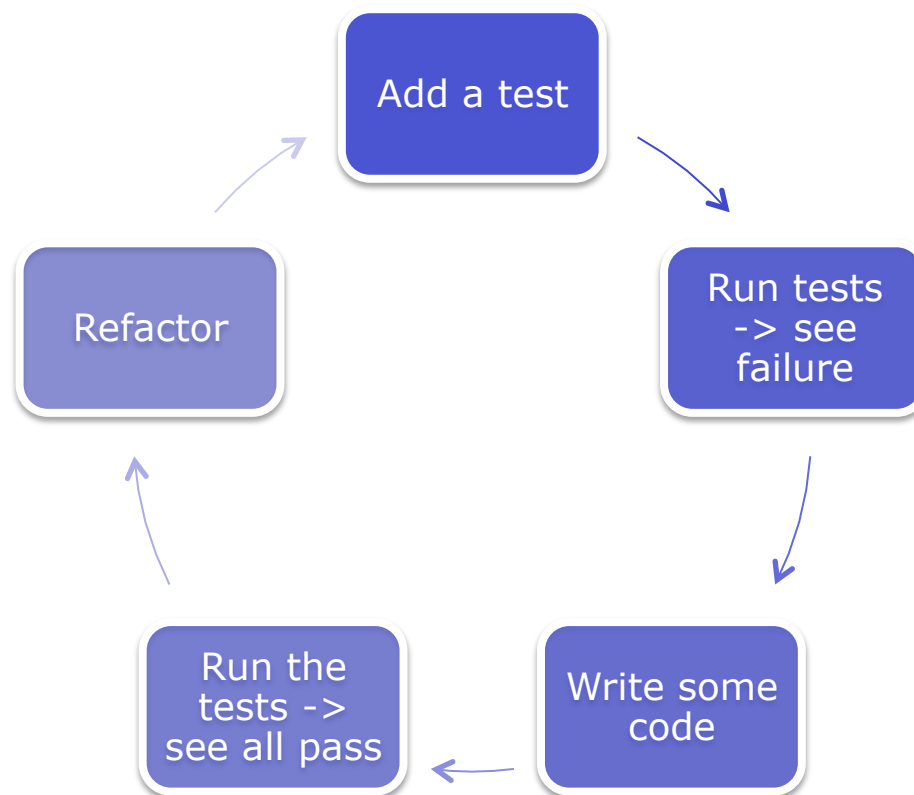 Add a test
Run tests
-> see
failure
Write some
code
Run the
tests ->
see all pass
Refactor